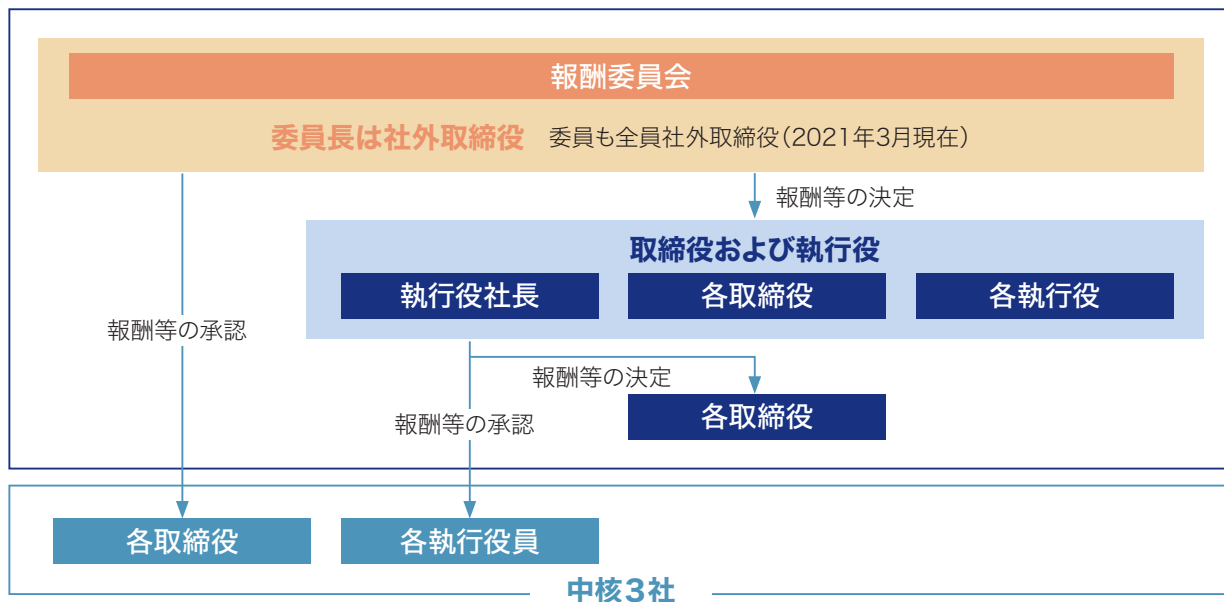 報酬委員会
委員長は社外取締役 委員も全員社外取締役(2021年3月現在)
報酬等の決定
取締役および執行役
執行役社長 各取締役 各執行役
報酬等の承認
報酬等の決定
各取締役
報酬等の承認
各取締役 各執行役員
中核3社